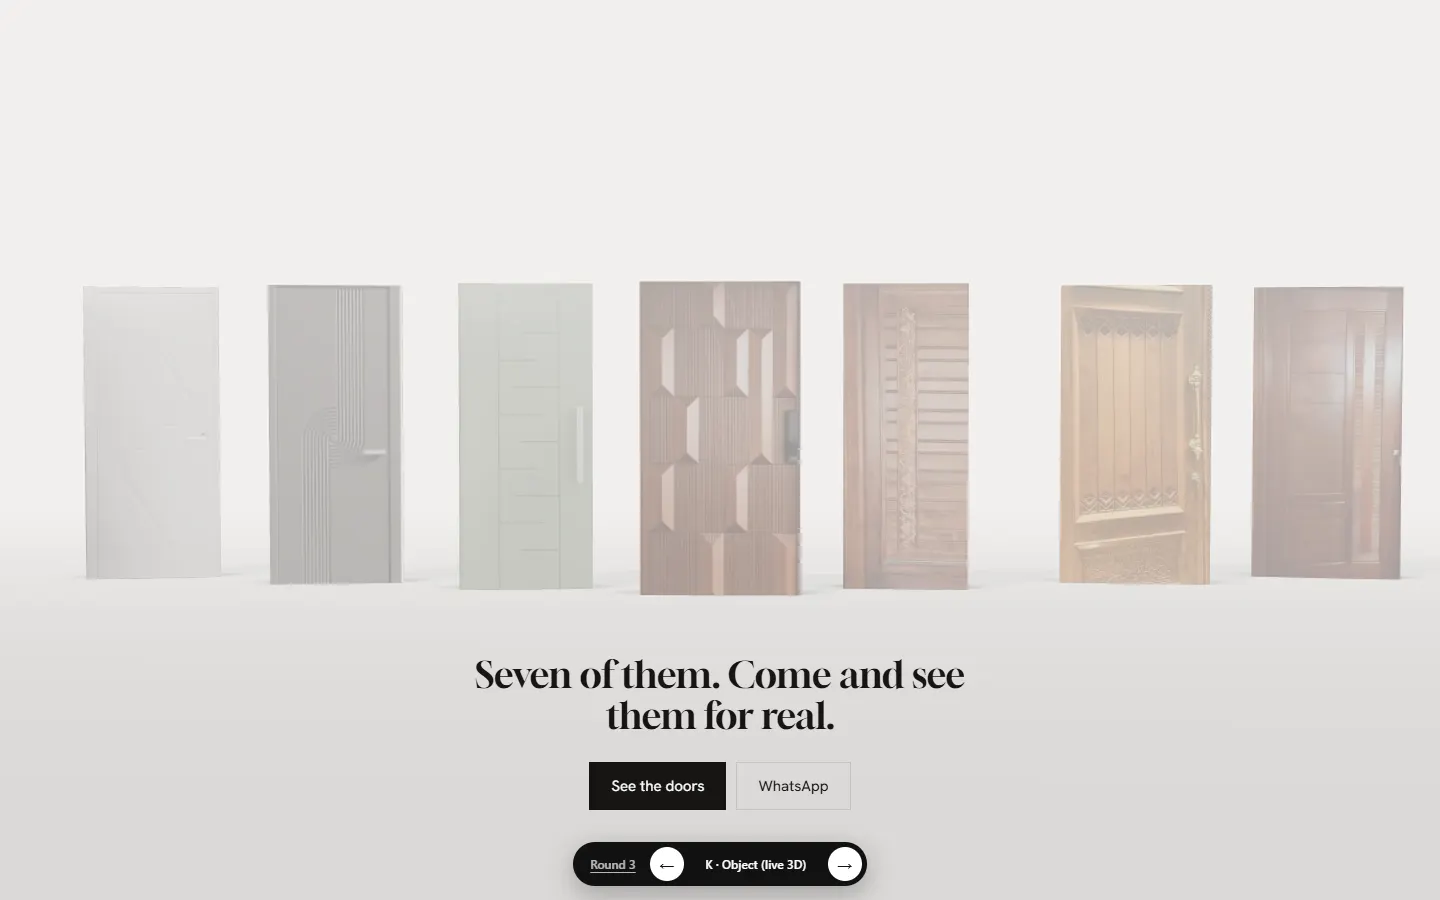 Seven of them. Come and see
them for real.
See the doors
WhatsApp
Round 3
←
K · Object (live 3D)
→